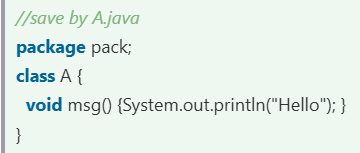 //save by A.java
package pack;
class A {
  void msg() {System.out.println("Hello"); }
}